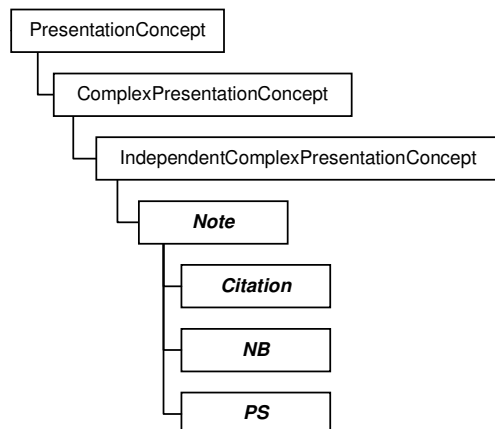 PresentationConcept
ComplexPresentationConcept
IndependentComplexPresentationConcept
Note
Citation
NB
PS